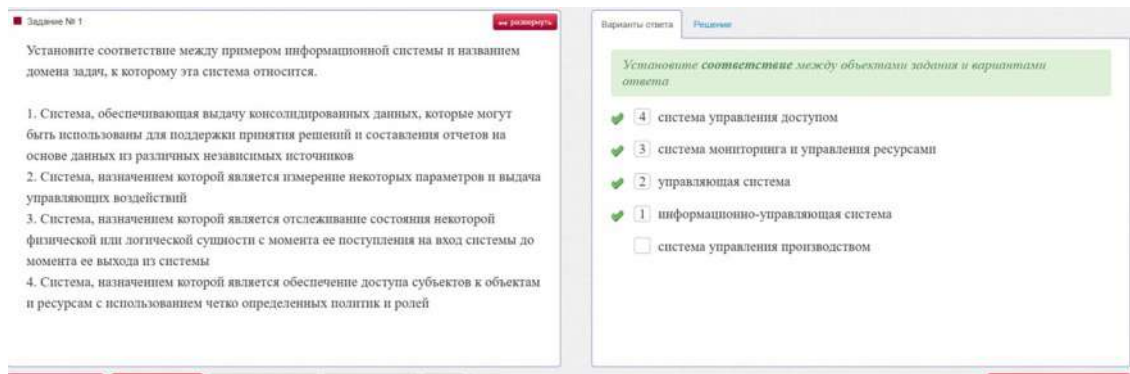 Задание № 1
развернуть
Установите соответствие между примером информационной системы и названием
домена задач, к которому эта система относится.
1. Система, обеспечивающая выдачу консолидированных данных, которые могут
быть использованы для поддержки принятия решений и составления отчетов на
основе данных из различных независимых источников
2. Система, назначением которой является измерение некоторых параметров и выдача
управляющих воздействий
3. Система, назначением которой является отслеживание состояния некоторой
физической или логической сущности с момента ее поступления на вход системы до
момента ее выхода из системы
4. Система, назначением которой является обеспечение доступа субъектов к объектам
и ресурсам с использованием четко определенных политик и ролей
Варианты ответа
Решение
Установите соответствие между объектами задания и вариантами
ответа
4 система управления доступом
3 система мониторинга и управления ресурсами
2 управляющая система
1 информационно-управляющая система
система управления производством